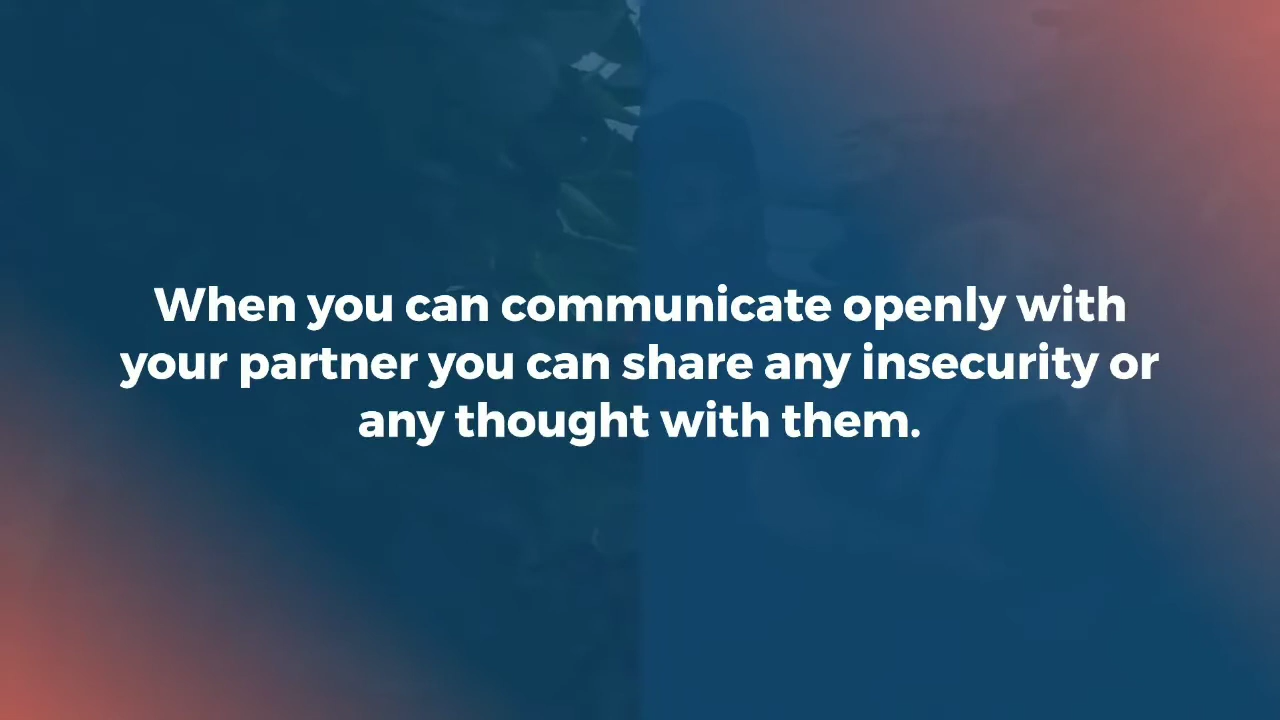 When you can communicate openly with
your partner you can share any insecurity or
any thought with them.